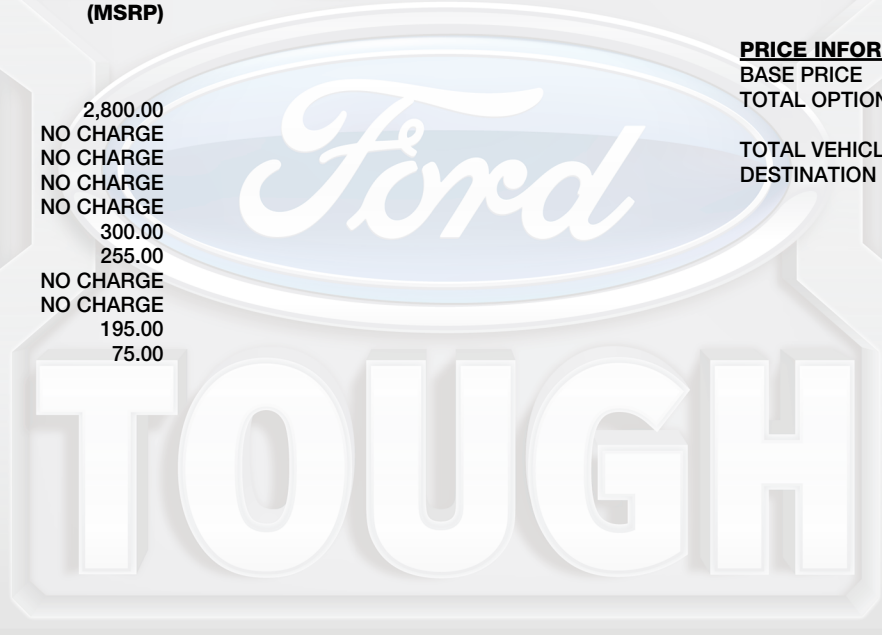 (MSRP)
2,800.00
NO CHARGE
NO CHARGE
NO CHARGE
NO CHARGE
300.00
255.00
NO CHARGE
NO CHARGE
195.00
75.00
PRICE INFOR
BASE PRICE
TOTAL OPTION
TOTAL VEHICL
DESTINATION
Ford
TOUGH